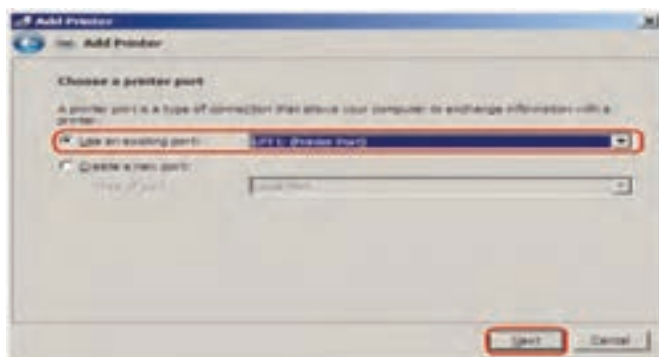 Add Printer
Add Printer
Choose a printer port
A printer port is a type of connection that allows your computer to exchange information with a
printer.
Use an existing port: LPT1: (Printer Port)
Create a new port:
Type of port: Local Port
Next Cancel